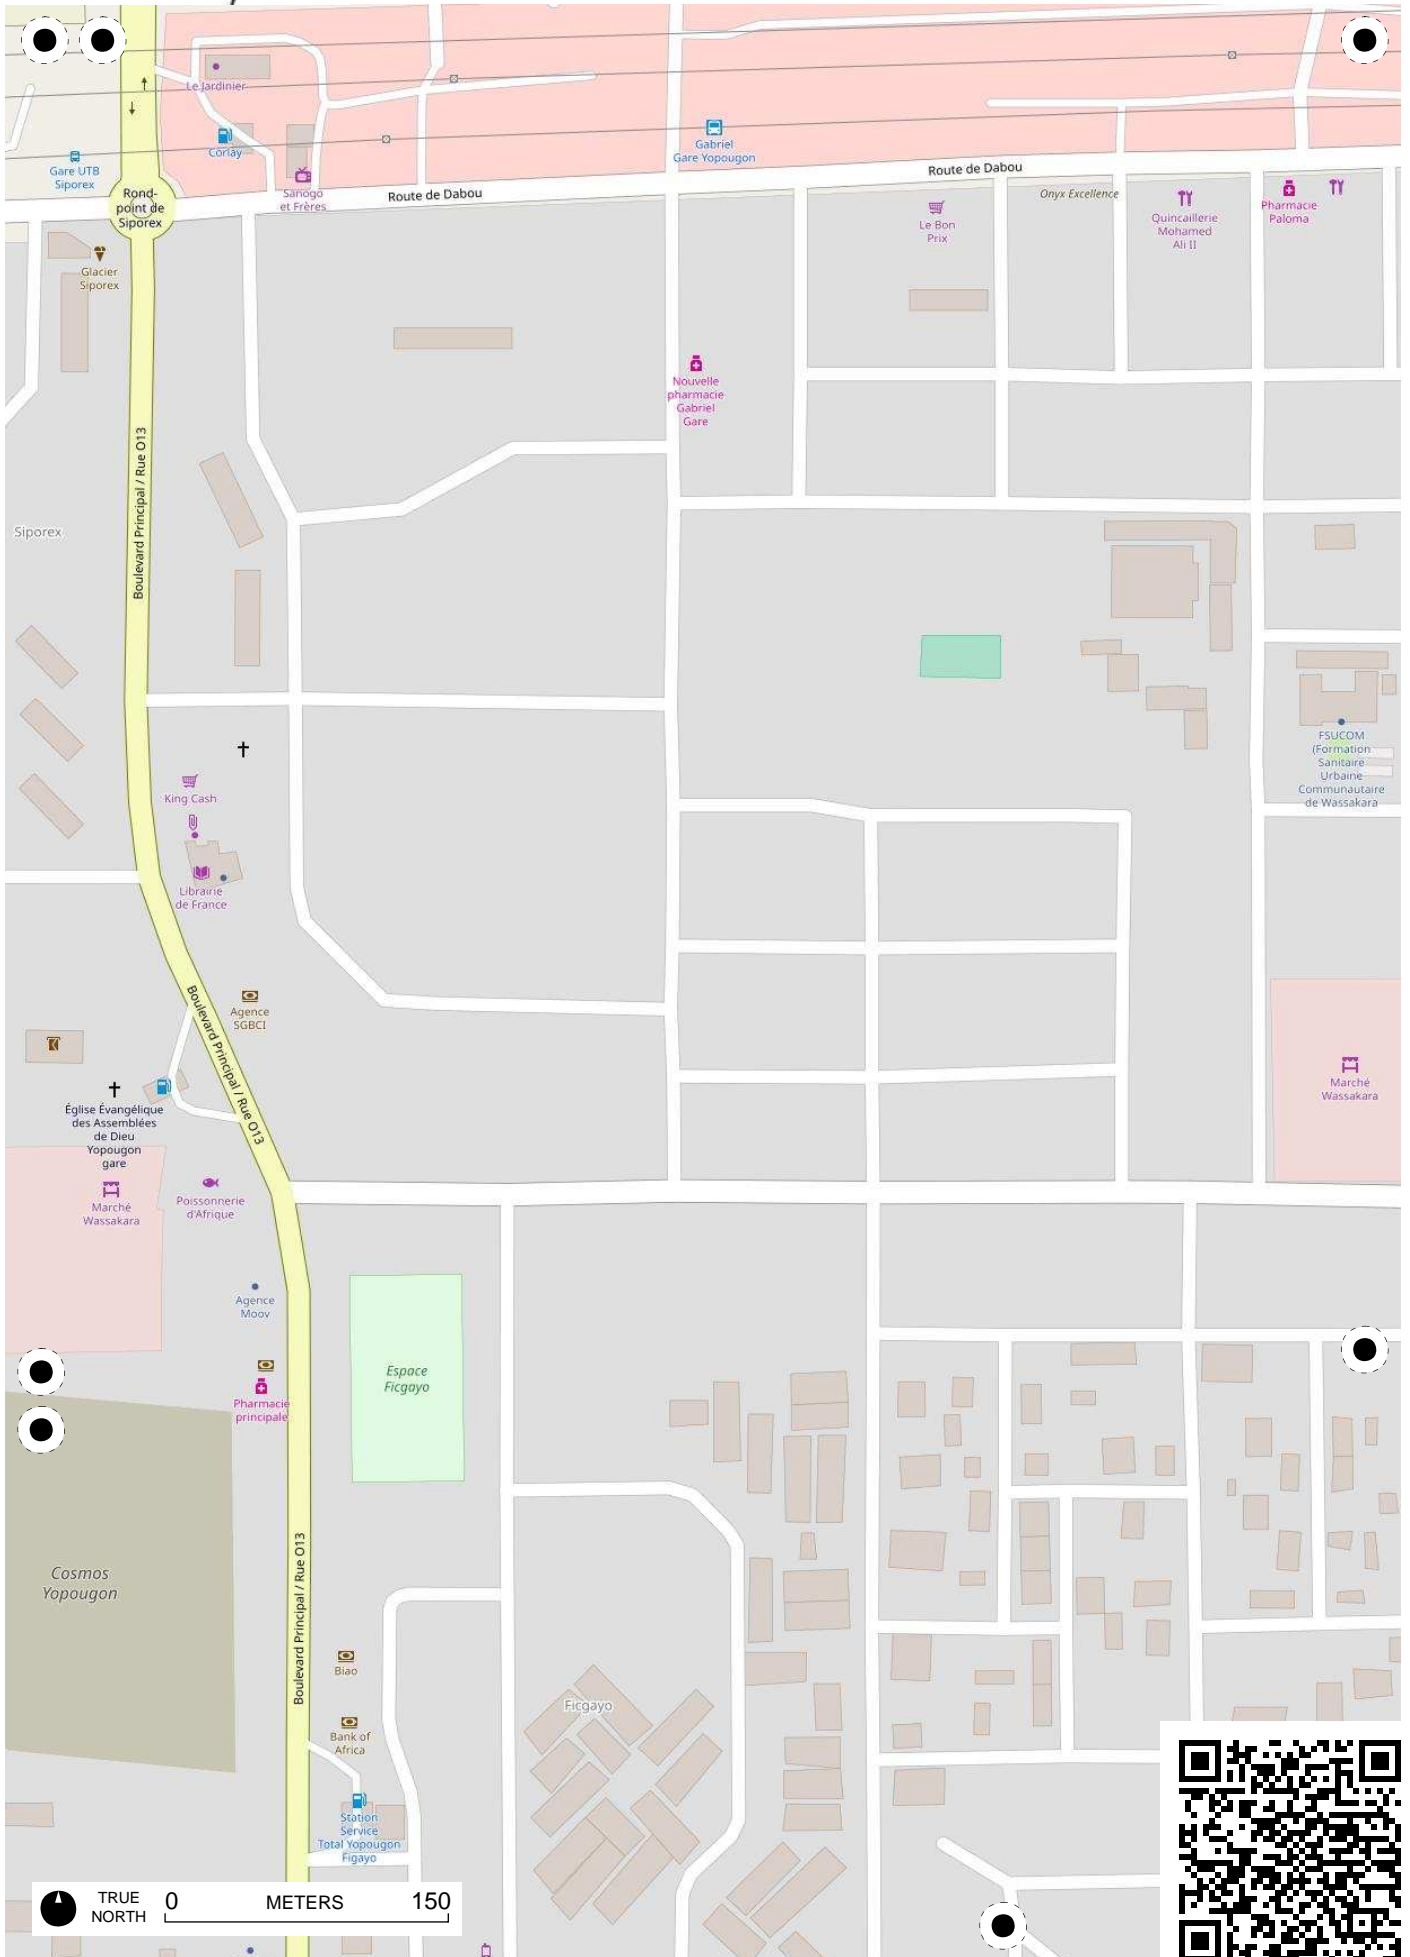 Le Jardinier
Corlay
Gabriel
Gare Yopougon
Gare UTB
Siporex
Rond-
point de
Siporex
Sanogo
et Frères
Route de Dabou
Route de Dabou
Onyx Excellence
Le Bon
Prix
Quincaillerie
Mohamed
Ali II
Pharmacie
Paloma
Glacier
Siporex
Nouvelle
pharmacie
Gabriel
Gare
Boulevard Principal / Rue O13
Siporex
FSUCOM
(Formation
Sanitaire
Urbaine
Communautaire
de Wassakara
King Cash
Librairie
de France
Agence
SGBCI
Boulevard Principal / Rue O13
Marché
Wassakara
Église Évangélique
des Assemblées
de Dieu
Yopougon
gare
Marché
Wassakara
Poissonnerie
d'Afrique
Agence
Moov
Espace
Ficgayo
Pharmacie
principale
Cosmos
Yopougon
Boulevard Principal / Rue O13
Biao
Ficgayo
Bank of
Africa
Station
Service
Total Yopougon
Figayo
TRUE
NORTH
0 METERS 150